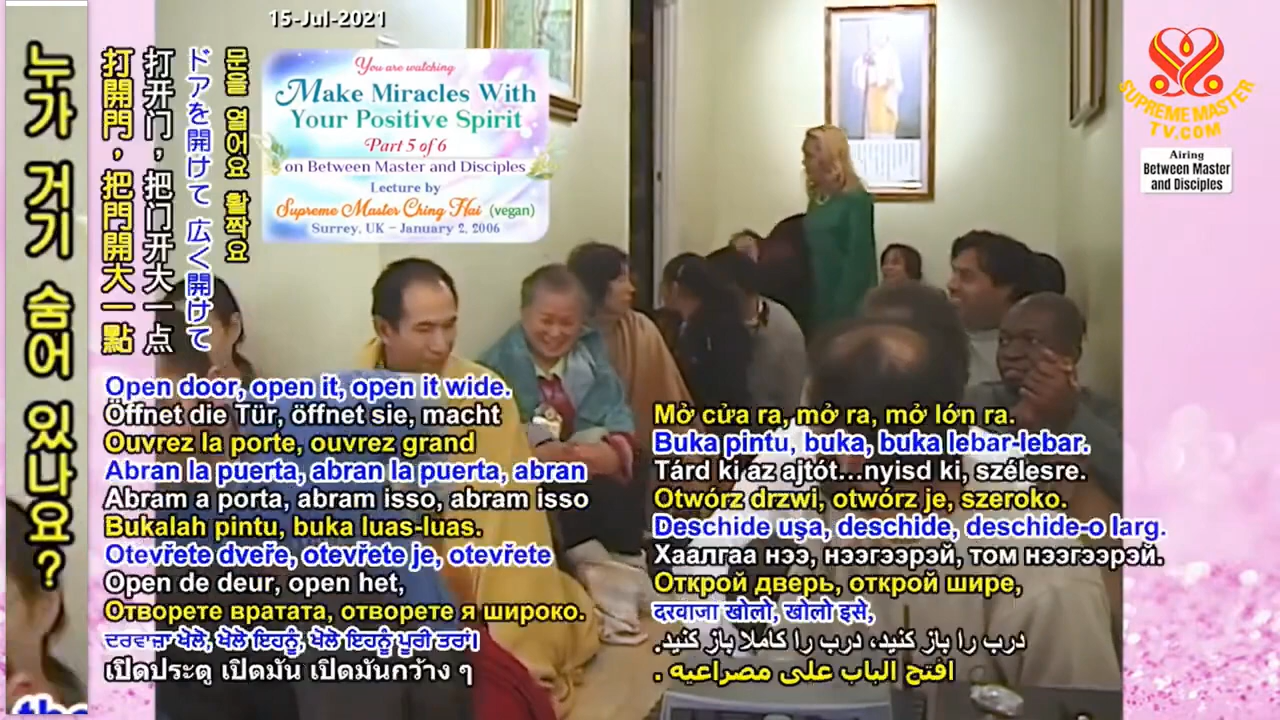 15-Jul-2021
You are watching
Make Miracles With
Your Positive Spirit
Part 5 of 6
on Between Master and Disciples
Lecture by
Supreme Master Ching Hai (vegan)
Surrey, UK – January 2, 2006
SUPREME MASTER
TV.COM
Airing
Between Master
and Disciples
누가 거기 숨어 있나요?
打開門，把門開大一點
打开门，把门开大一点
ドアを開けて 広く開けて
문을 열어요 활짝요
Open door, open it, open it wide.
Öffnet die Tür, öffnet sie, macht
Ouvrez la porte, ouvrez grand
Abran la puerta, abran la puerta, abran
Abram a porta, abram isso, abram isso
Bukalah pintu, buka luas-luas.
Otevřete dveře, otevřete je, otevřete
Open de deur, open het,
Отворете вратата, отворете я широко.
ਦਰਵਾਜ਼ਾ ਖੋਲੋ, ਖੋਲੋ ਇਹਨੂੰ, ਖੋਲੋ ਇਹਨੂੰ ਪੂਰੀ ਤਰਾਂ।
เปิดประตู เปิดมัน เปิดมันกว้าง ๆ
Mở cửa ra, mở ra, mở lớn ra.
Buka pintu, buka, buka lebar-lebar.
Tárd ki az ajtót...nyisd ki, szélesre.
Otwórz drzwi, otwórz je, szeroko.
Deschide uşa, deschide, deschide-o larg.
Хаалгаа нээ, нээгээрэй, том нээгээрэй.
Открой дверь, открой шире,
दरवाजा खोलो, खोलो इसे,
درب را باز کنید، درب را کاملا باز کنید.
افتح الباب على مصراعيه .
the